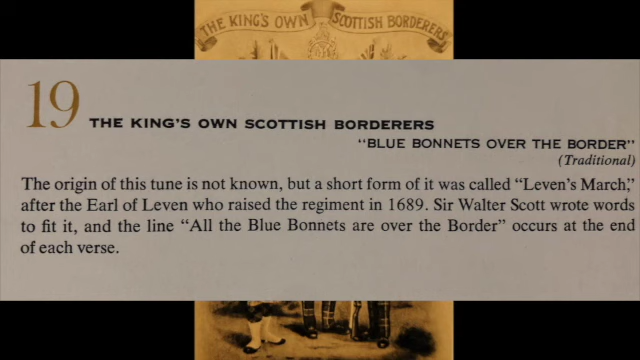 THE KING'S OWN SCOTTISH BORDERERS
19 THE KING'S OWN SCOTTISH BORDERERS
"BLUE BONNETS OVER THE BORDER"
(Traditional)
The origin of this tune is not known, but a short form of it was called "Leven's March,"
after the Earl of Leven who raised the regiment in 1689. Sir Walter Scott wrote words
to fit it, and the line "All the Blue Bonnets are over the Border" occurs at the end
of each verse.